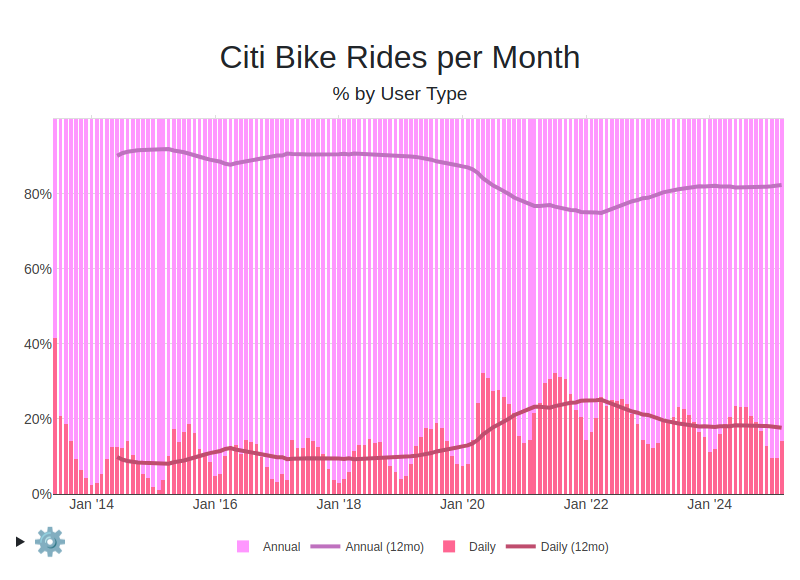 Citi Bike Rides per Month
% by User Type
80%
60%
40%
20%
0%
Jan '14 Jan '16 Jan '18 Jan '20 Jan '22 Jan '24
Annual Annual (12mo) Daily Daily (12mo)